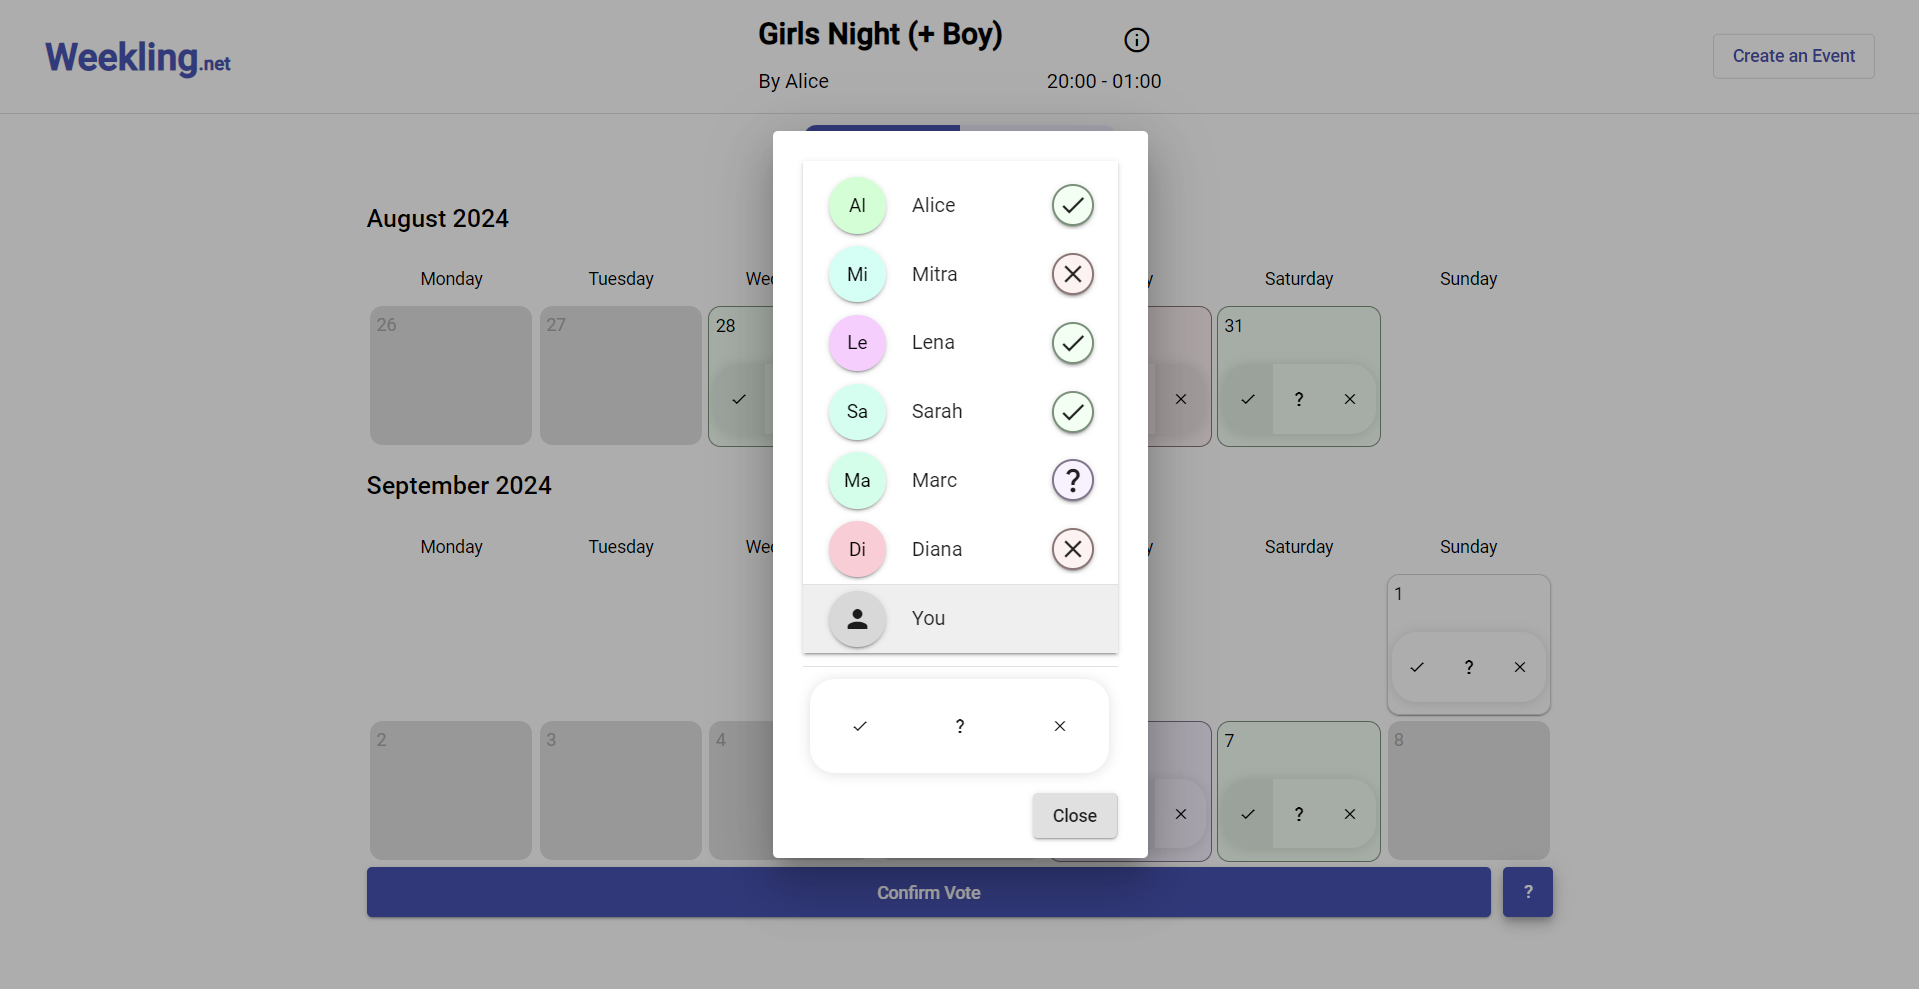 Weekling.net
Girls Night (+ Boy)
By Alice
20:00 - 01:00
Create an Event
August 2024
Monday Tuesday Saturday Sunday
26 27 28 31
? 
September 2024
Monday Tuesday Saturday Sunday
1
?
2 3 4 7 8
?
Confirm Vote
?
Al Alice
Mi Mitra
Le Lena
Sa Sarah
Ma Marc ?
Di Diana
You
?
Close